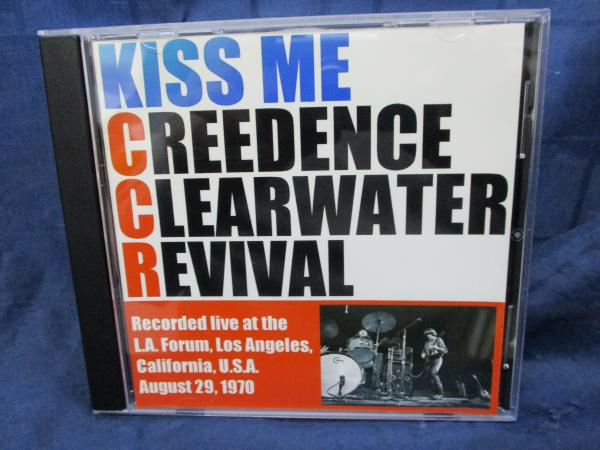 KISS ME
CREEDENCE
CLEARWATER
REVIVAL
Recorded live at the
L.A. Forum, Los Angeles,
California, U.S.A.
August 29, 1970